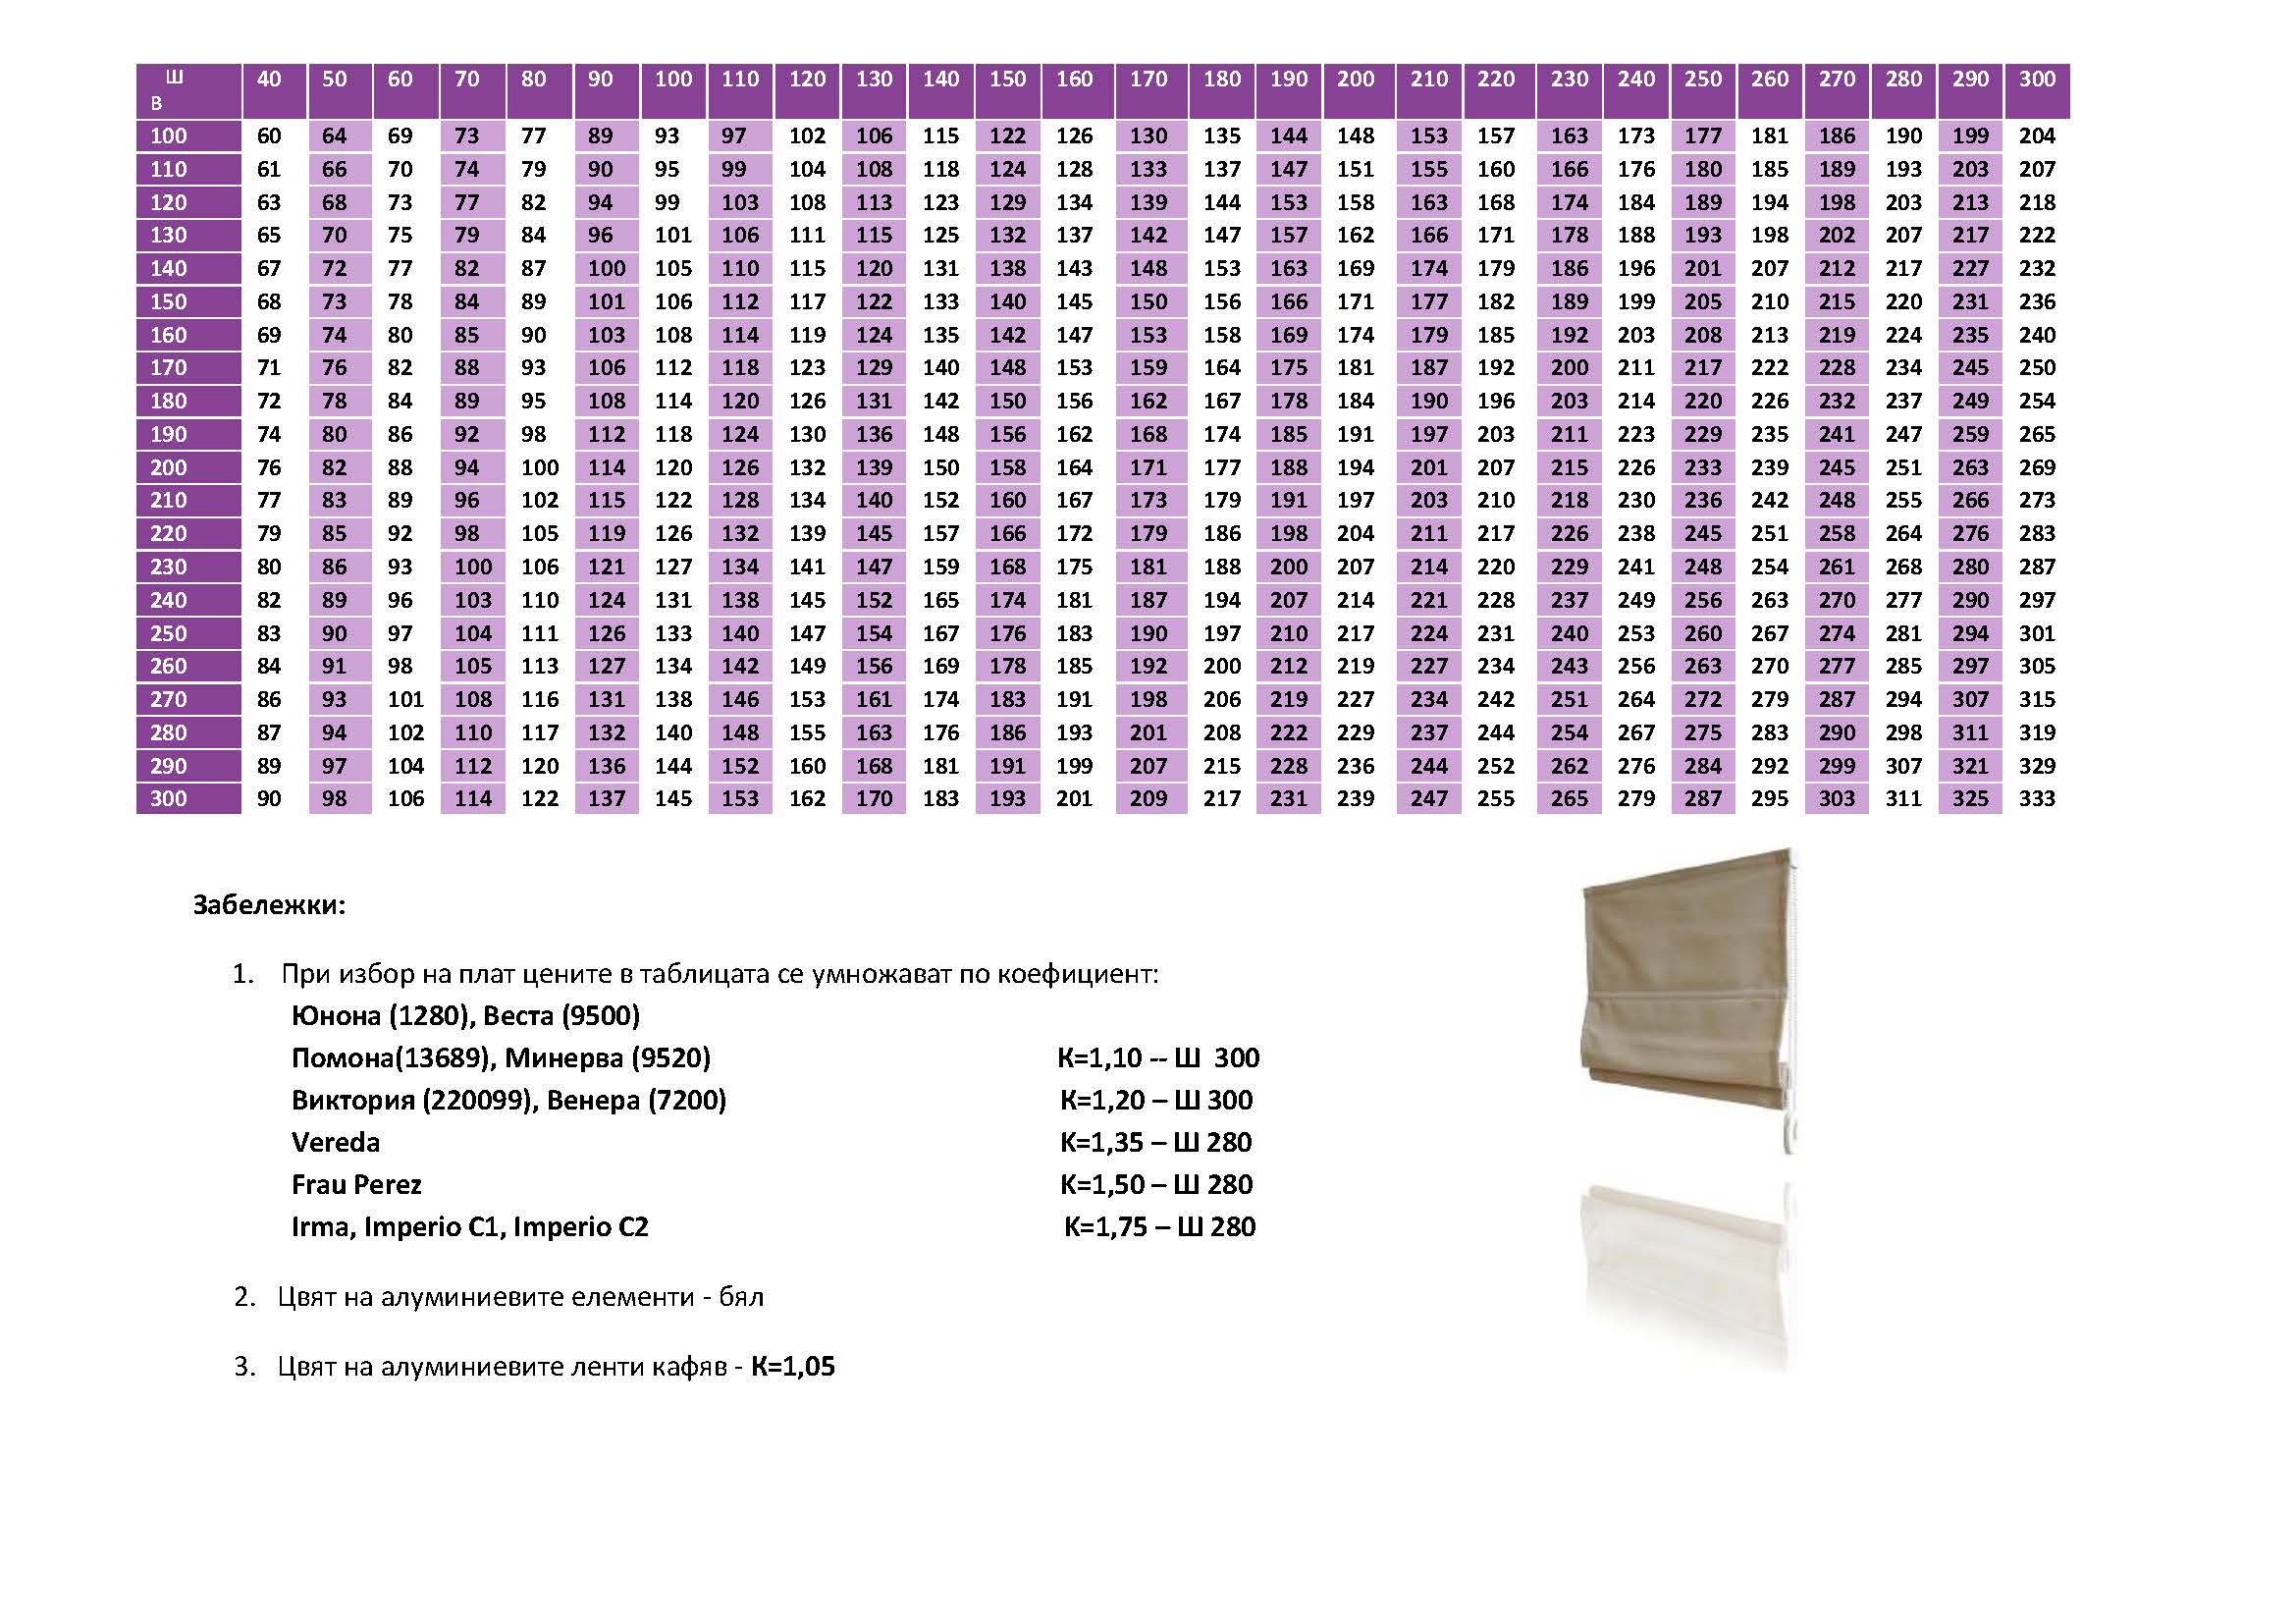 Ш 40 50 60 70 80 90 100 110 120 130 140 150 160 170 180 190 200 210 220 230 240 250 260 270 280 290 300
В
100 60 64 69 73 77 89 93 97 102 106 115 122 126 130 135 144 148 153 157 163 173 177 181 186 190 199 204
110 61 66 70 74 79 90 95 99 104 108 118 124 128 133 137 147 151 155 160 166 176 180 185 189 193 203 207
120 63 68 73 77 82 94 99 103 108 113 123 129 134 139 144 153 158 163 168 174 184 189 194 198 203 213 218
130 65 70 75 79 84 96 101 106 111 115 125 132 137 142 147 157 162 166 171 178 188 193 198 202 207 217 222
140 67 72 77 82 87 100 105 110 115 120 131 138 143 148 153 163 169 174 179 186 196 201 207 212 217 227 232
150 68 73 78 84 89 101 106 112 117 122 133 140 145 150 156 166 171 177 182 189 199 205 210 215 220 231 236
160 69 74 80 85 90 103 108 114 119 124 135 142 147 153 158 169 174 179 185 192 203 208 213 219 224 235 240
170 71 76 82 88 93 106 112 118 123 129 140 148 153 159 164 175 181 187 192 200 211 217 222 228 234 245 250
180 72 78 84 89 95 108 114 120 126 131 142 150 156 162 167 178 184 190 196 203 214 220 226 232 237 249 254
190 74 80 86 92 98 112 118 124 130 136 148 156 162 168 174 185 191 197 203 211 223 229 235 241 247 259 265
200 76 82 88 94 100 114 120 126 132 139 150 158 164 171 177 188 194 201 207 215 226 233 239 245 251 263 269
210 77 83 89 96 102 115 122 128 134 140 152 160 167 173 179 191 197 203 210 218 230 236 242 248 255 266 273
220 79 85 92 98 105 119 126 132 139 145 157 166 172 179 186 198 204 211 217 226 238 245 251 258 264 276 283
230 80 86 93 100 106 121 127 134 141 147 159 168 175 181 188 200 207 214 220 229 241 248 254 261 268 280 287
240 82 89 96 103 110 124 131 138 145 152 165 174 181 187 194 207 214 221 228 237 249 256 263 270 277 290 297
250 83 90 97 104 111 126 133 140 147 154 167 176 183 190 197 210 217 224 231 240 253 260 267 274 281 294 301
260 84 91 98 105 113 127 134 142 149 156 169 178 185 192 200 212 219 227 234 243 256 263 270 277 285 297 305
270 86 93 101 108 116 131 138 146 153 161 174 183 191 198 206 219 227 234 242 251 264 272 279 287 294 307 315
280 87 94 102 110 117 132 140 148 155 163 176 186 193 201 208 222 229 237 244 254 267 275 283 290 298 311 319
290 89 97 104 112 120 136 144 152 160 168 181 191 199 207 215 228 236 244 252 262 276 284 292 299 307 321 329
300 90 98 106 114 122 137 145 153 162 170 183 193 201 209 217 231 239 247 255 265 279 287 295 303 311 325 333
Забележки:
1. При избор на плат цените в таблицата се умножават по коефициент:
Юнона (1280), Веста (9500)
Помона(13689), Минерва (9520) К=1,10 -- Ш 300
Виктория (220099), Венера (7200) К=1,20 – Ш 300
Vereda К=1,35 – Ш 280
Frau Perez К=1,50 – Ш 280
Irma, Imperio C1, Imperio C2 К=1,75 – Ш 280
2. Цвят на алуминиевите елементи - бял
3. Цвят на алуминиевите ленти кафяв - К=1,05